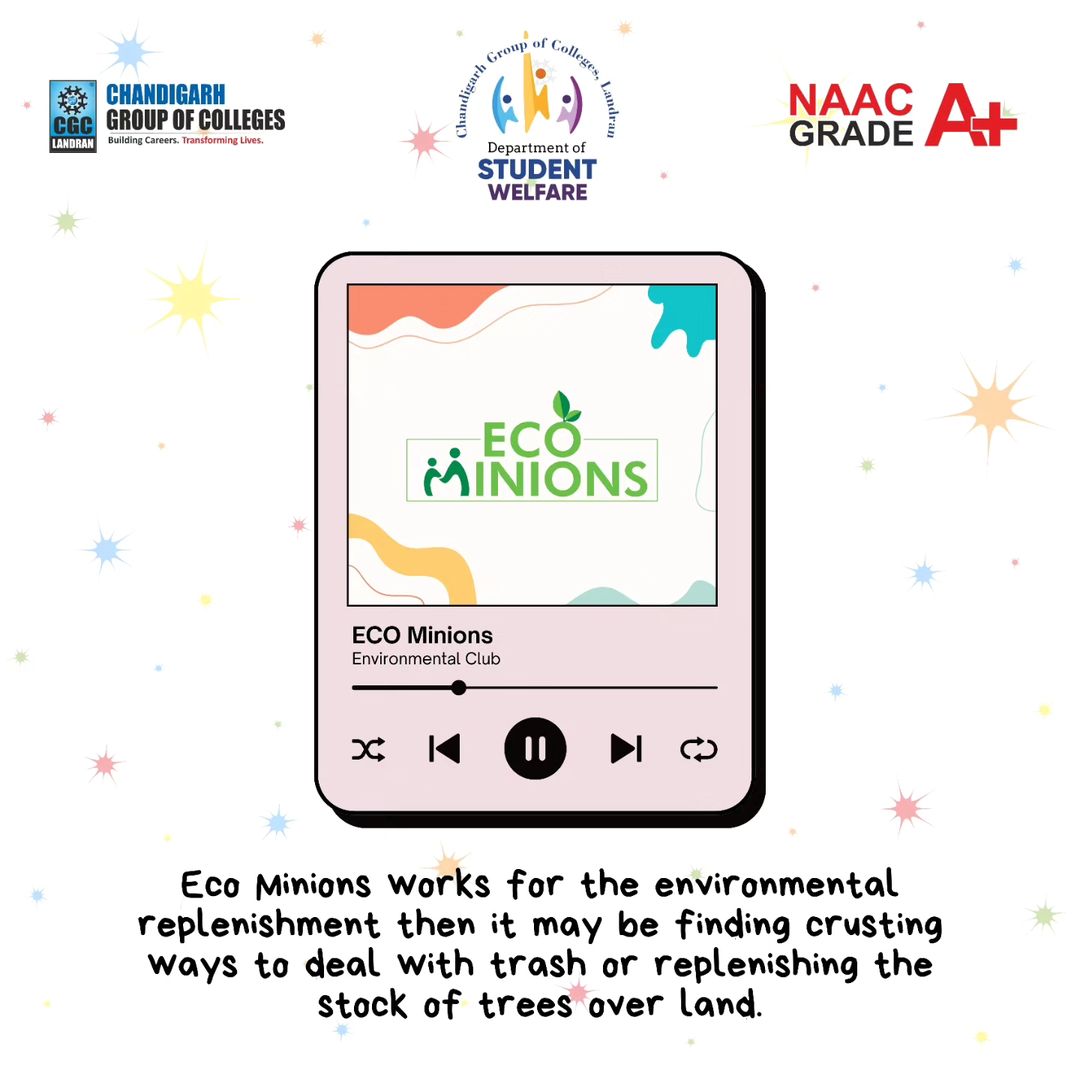 CGC
LANDRAN
CHANDIGARH
GROUP OF COLLEGES
Building Careers. Transforming Lives.
Chandigarh Group of Colleges, Landran
Department of
STUDENT
WELFARE
NAAC
GRADE
A+
ECO
MINIONS
ECO Minions
Environmental Club
Eco Minions works for the environmental
replenishment then it may be finding crusting
ways to deal with trash or replenishing the
stock of trees over land.